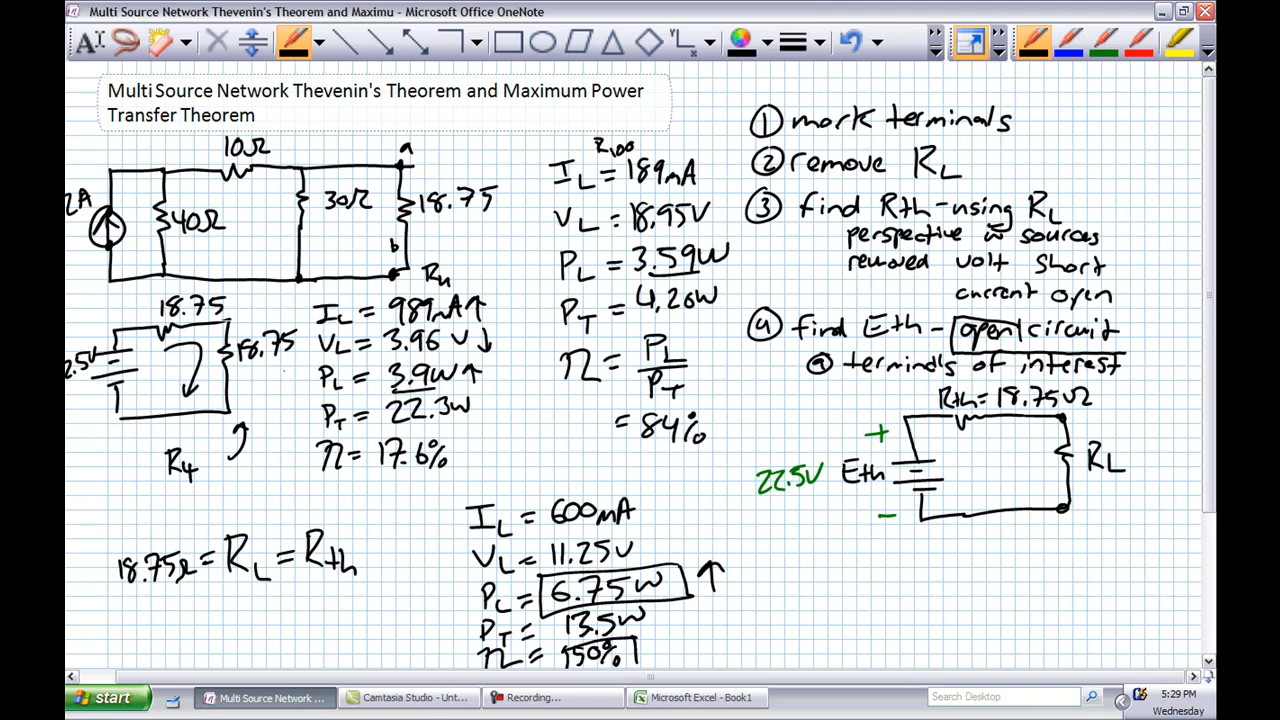 Multi Source Network Thevenin's Theorem and Maximu - Microsoft Office OneNote
Multi Source Network Thevenin's Theorem and Maximum Power
Transfer Theorem
10Ω
a
2A
40Ω
30Ω
18.75
b
R4
18.75
2.5V
18.75
R4
IL = 989mA↑
VL = 3.96 V ↓
PL = 3.9W↑
PT = 22.3W
η = 17.6%
18.75Ω = RL = Rth
R100
IL = 189mA
VL = 18.95V
PL = 3.59W
PT = 4.26W
η = PL/PT
= 84%
IL = 600mA
VL = 11.25V
PL = 6.75W ↑
PT = 13.5W
η = 50%
① mark terminals
② remove RL
③ find Rth - using RL
perspective w sources
removed volt short
current open
④ find Eth - open circuit
@ terminals of interest
Rth = 18.75Ω
+
22.5V Eth
RL
-
start
Multi Source Network ...
Camtasia Studio - Unt...
Recording...
Microsoft Excel - Book1
Search Desktop
5:29 PM
Wednesday